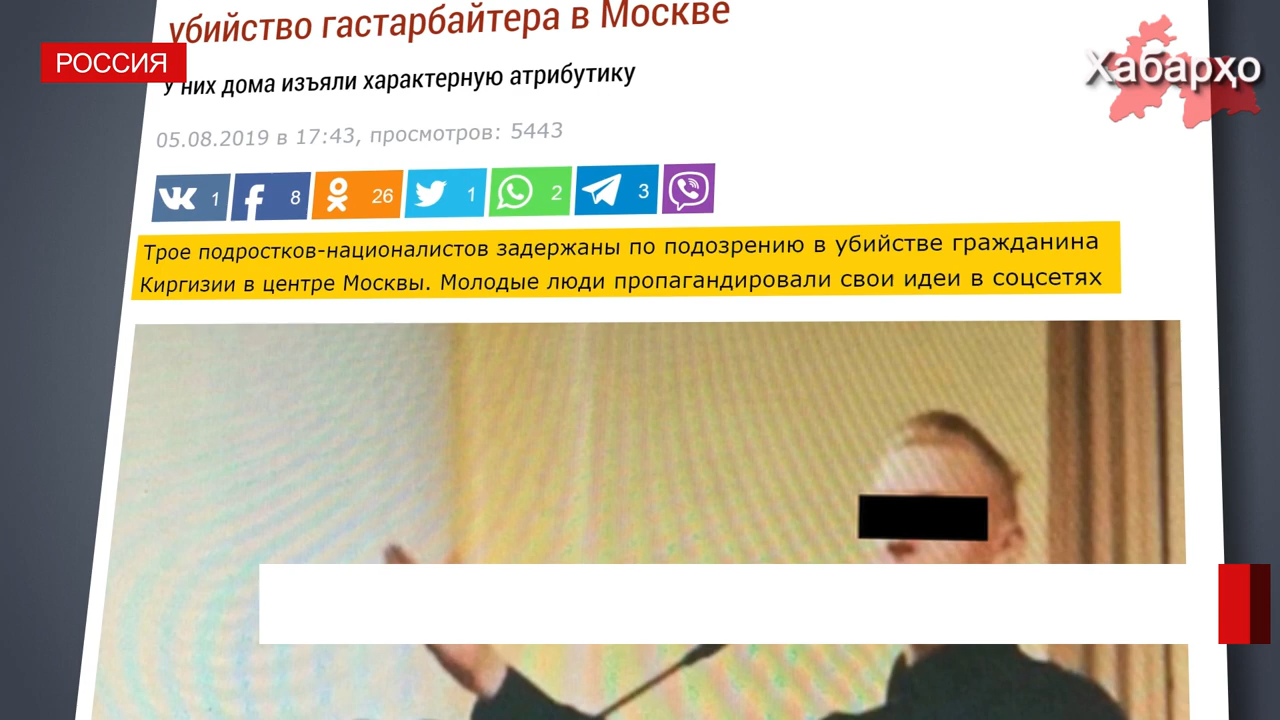 убийство гастарбайтера в Москве
РОССИЯ
Хабарҳо
У них дома изъяли характерную атрибутику
05.08.2019 в 17:43, просмотров: 5443
1 8 26 1 2 3
Трое подростков-националистов задержаны по подозрению в убийстве гражданина
Киргизии в центре Москвы. Молодые люди пропагандировали свои идеи в соцсетях